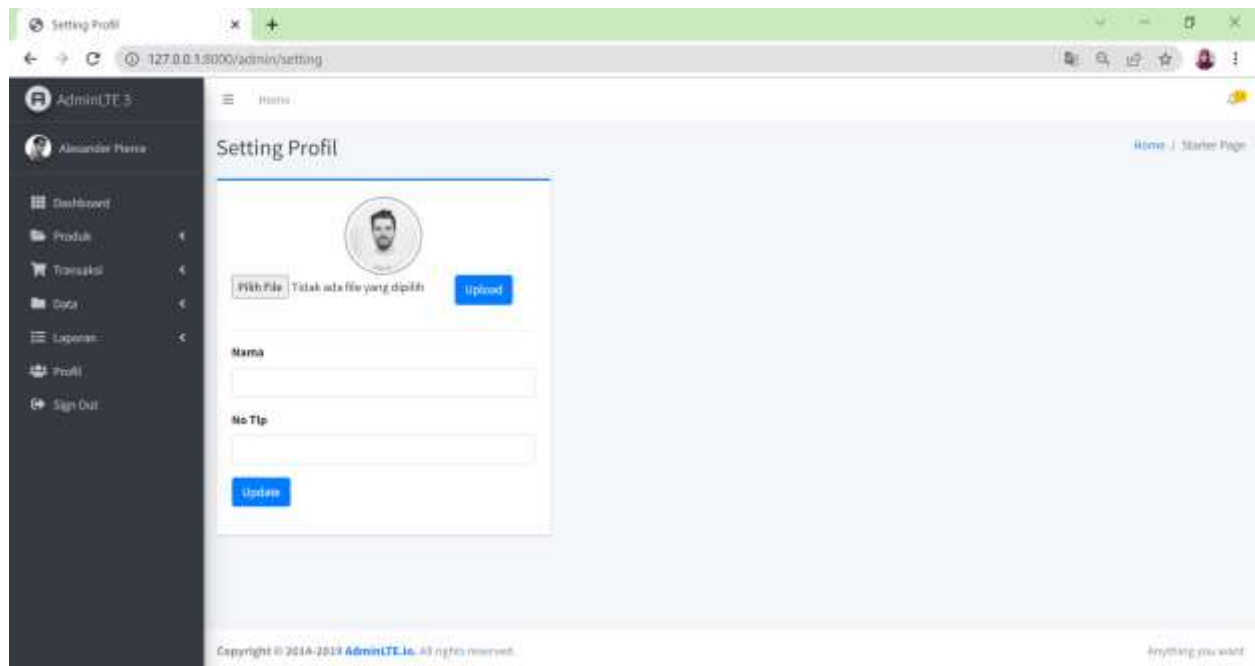 Setting Profil
127.0.0.1:8000/admin/setting
AdminLTE 3
Home
Alexander Pierce
Setting Profil
Home / Starter Page
Dashboard
Produk
Transaksi
Data
Laporan
Profil
Sign Out
Pilih File Tidak ada file yang dipilih
Upload
Nama
No Tlp
Update
Copyright © 2014-2019 AdminLTE.io. All rights reserved.
Anything you want